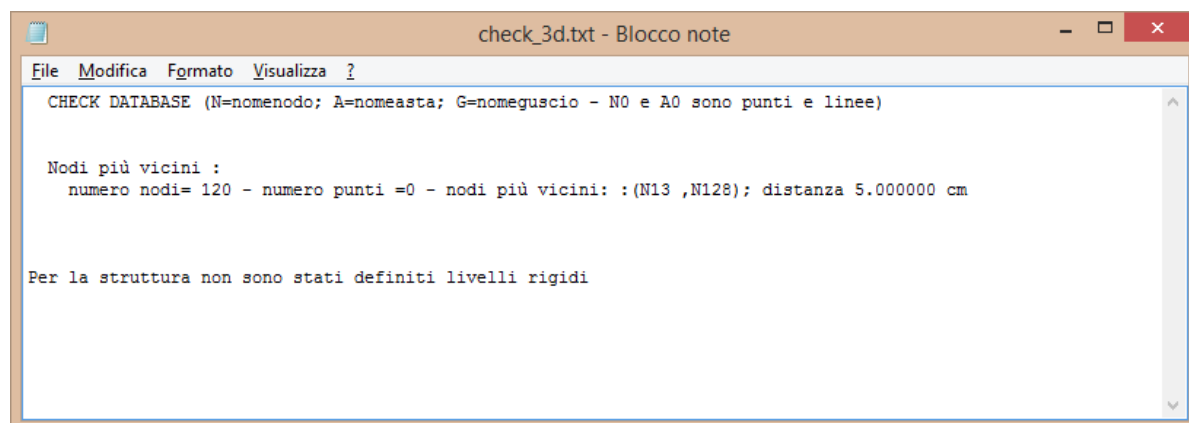 check_3d.txt - Blocco note
File Modifica Formato Visualizza ?
CHECK DATABASE (N=nomenodo; A=nomeasta; G=nomeguscio - N0 e A0 sono punti e linee)
Nodi più vicini :
numero nodi= 120 - numero punti =0 - nodi più vicini: :(N13 ,N128); distanza 5.000000 cm
Per la struttura non sono stati definiti livelli rigidi